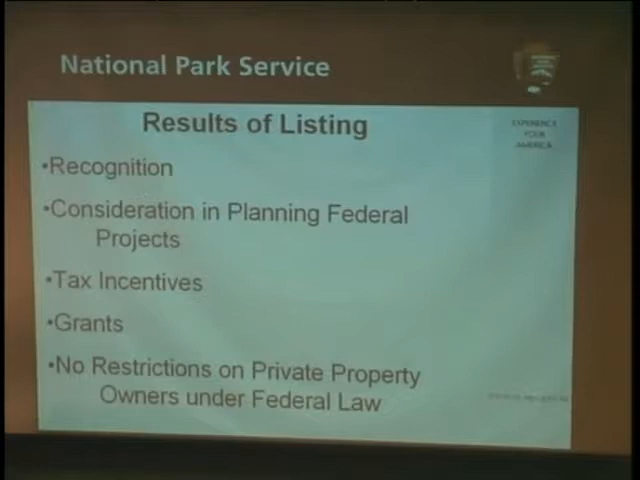 National Park Service
Results of Listing
EXPERIENCE
YOUR
AMERICA
•Recognition
•Consideration in Planning Federal
Projects
•Tax Incentives
•Grants
•No Restrictions on Private Property
Owners under Federal Law